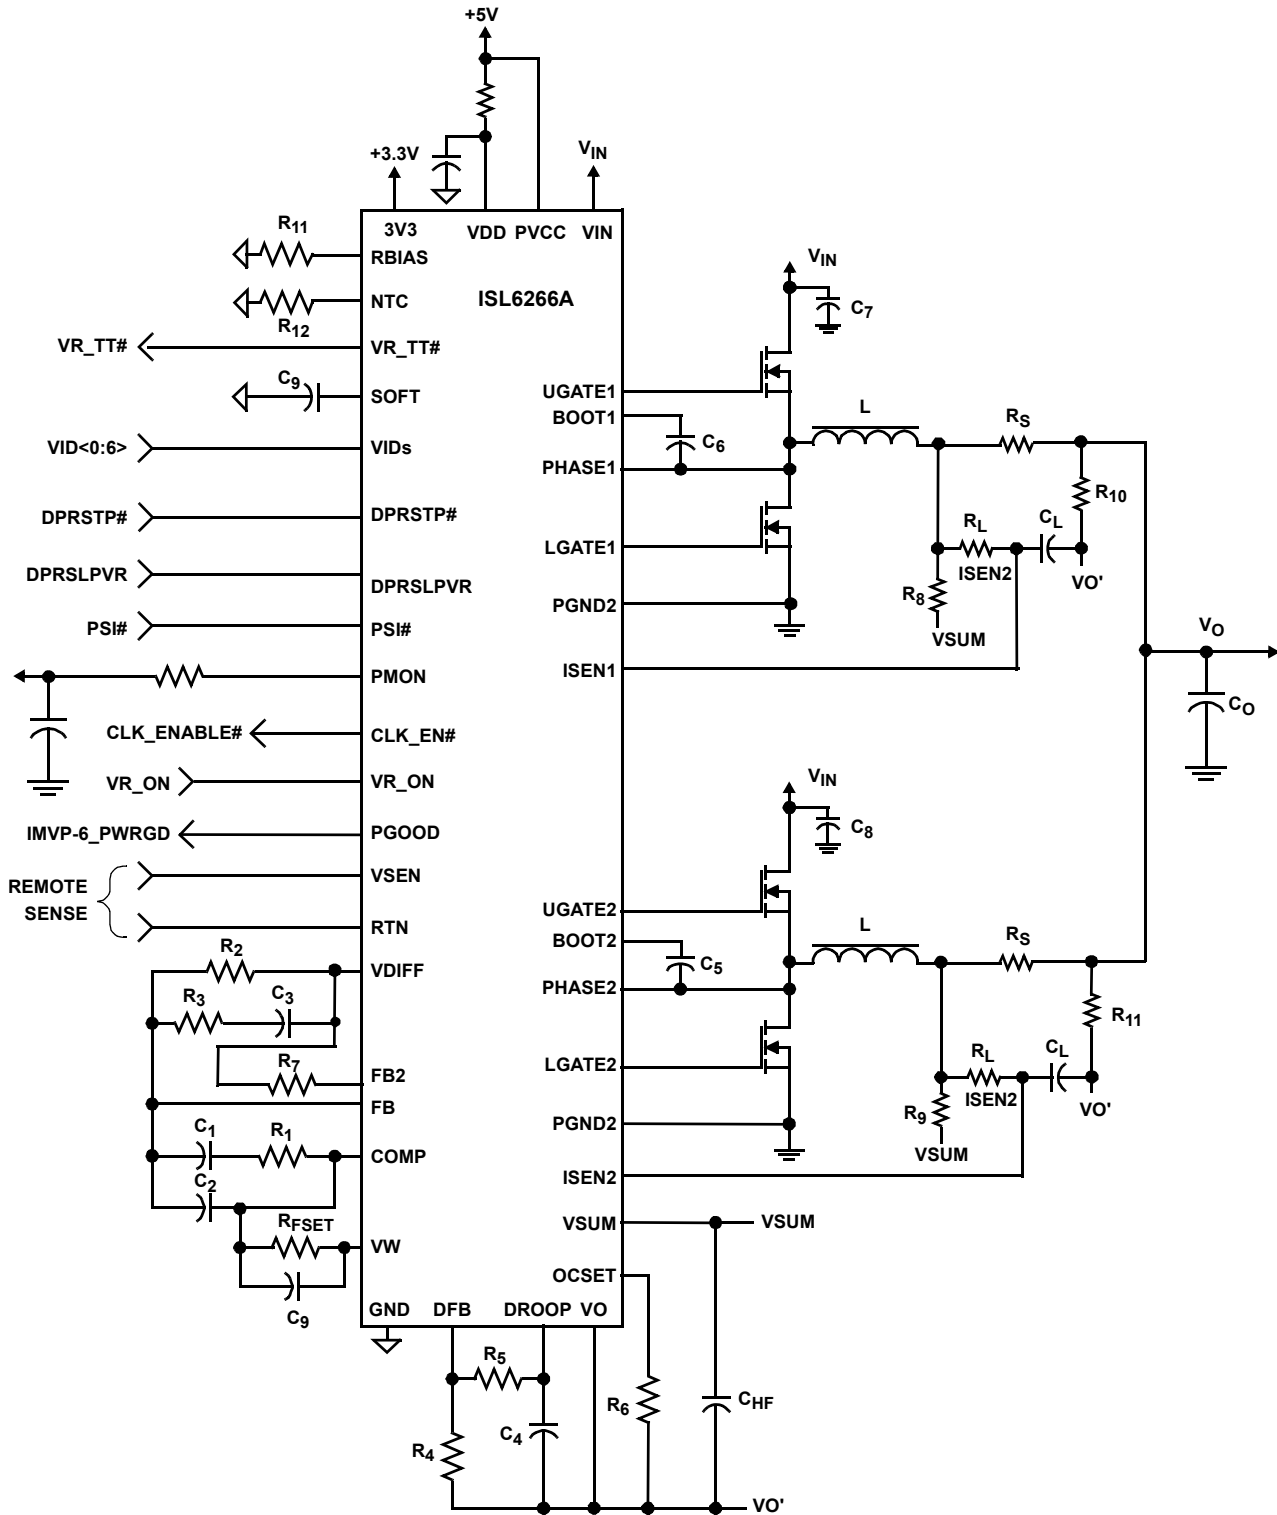 +5V
+3.3V
VIN
3V3
VDD
PVCC
VIN
R11
RBIAS
ISL6266A
NTC
R12
VR_TT#
VR_TT#
C9
SOFT
VID<0:6>
VIDs
DPRSTP#
DPRSTP#
DPRSLPVR
DPRSLPVR
PSI#
PSI#
PMON
CLK_ENABLE#
CLK_EN#
VR_ON
VR_ON
IMVP-6_PWRGD
PGOOD
REMOTE
SENSE
VSEN
RTN
R2
VDIFF
R3
C3
R7
FB2
FB
C1
R1
COMP
C2
RFSET
VW
C9
GND
DFB
DROOP
VO
R5
R4
C4
R6
CHF
VO'
VIN
C7
UGATE1
BOOT1
C6
PHASE1
L
RS
R10
LGATE1
RL
CL
ISEN2
VO'
R8
VSUM
PGND2
ISEN1
VO
CO
VIN
C8
UGATE2
BOOT2
C5
PHASE2
L
RS
R11
LGATE2
RL
CL
ISEN2
VO'
R9
VSUM
PGND2
ISEN2
VSUM
VSUM
OCSET